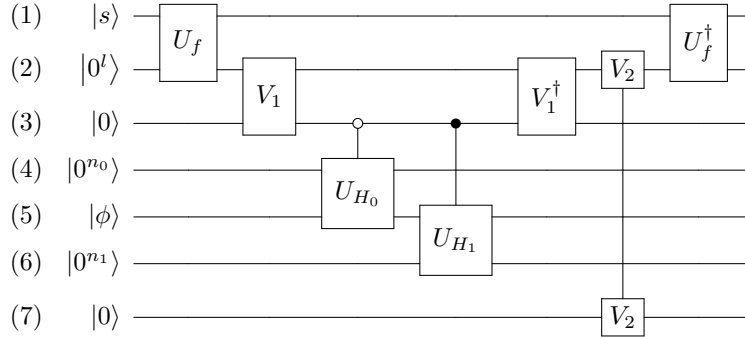 (1) |s⟩ U_f U_f^†
(2) |0^l⟩ V_1 V_1^† V_2
(3) |0⟩
(4) |0^{n_0}⟩ U_{H_0}
(5) |ϕ⟩ U_{H_1}
(6) |0^{n_1}⟩
(7) |0⟩ V_2